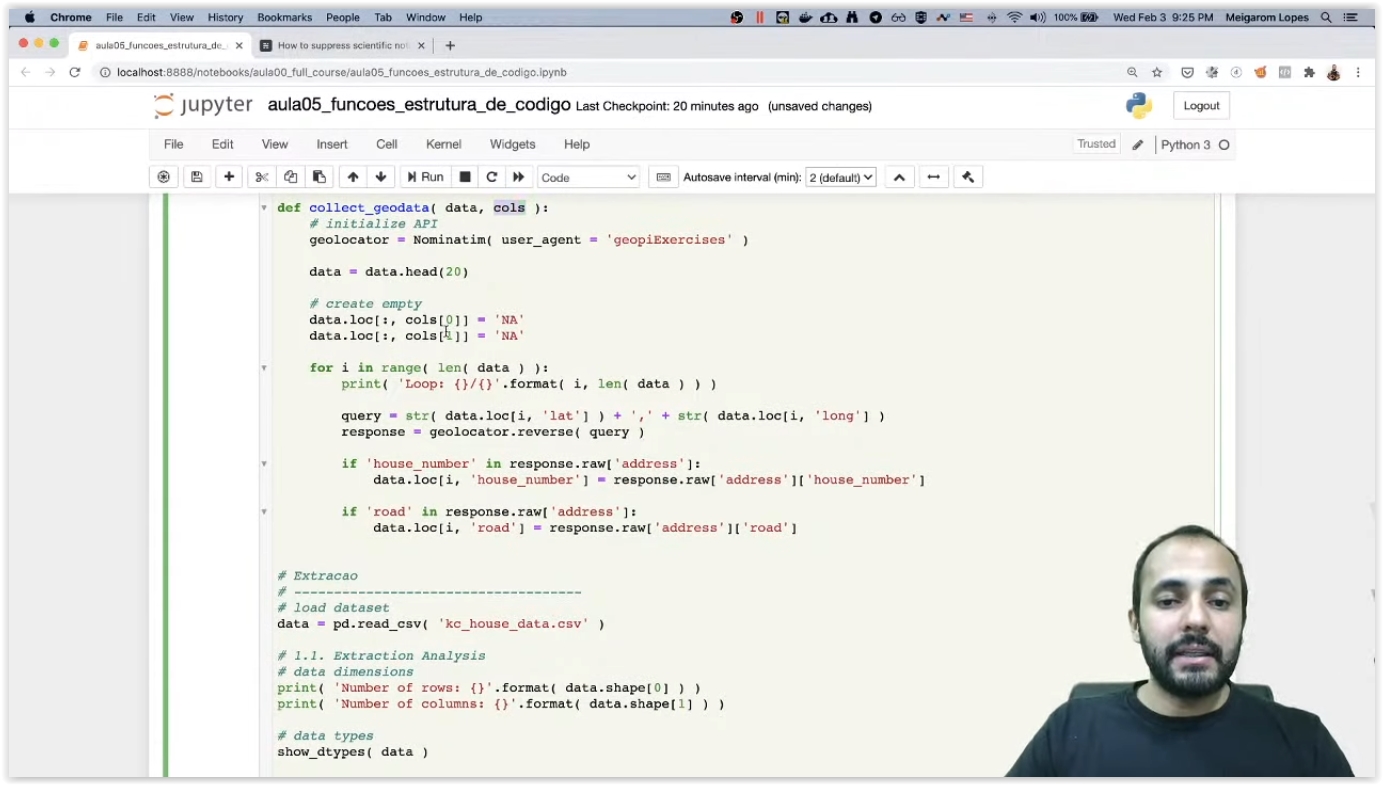 Chrome File Edit View History Bookmarks People Tab Window Help 100% Wed Feb 3 9:25 PM Meigarom Lopes
aula05_funcoes_estrutura_de_ How to suppress scientific not
localhost:8888/notebooks/aula00_full_course/aula05_funcoes_estrutura_de_codigo.ipynb
jupyter aula05_funcoes_estrutura_de_codigo Last Checkpoint: 20 minutes ago (unsaved changes) Logout
File Edit View Insert Cell Kernel Widgets Help Trusted Python 3
Run Code Autosave interval (min): 2 (default)
def collect_geodata( data, cols ):
# initialize API
geolocator = Nominatim( user_agent = 'geopiExercises' )
data = data.head(20)
# create empty
data.loc[:, cols[0]] = 'NA'
data.loc[:, cols[1]] = 'NA'
for i in range( len( data ) ):
print( 'Loop: {}/{}'.format( i, len( data ) ) )
query = str( data.loc[i, 'lat'] ) + ',' + str( data.loc[i, 'long'] )
response = geolocator.reverse( query )
if 'house_number' in response.raw['address']:
data.loc[i, 'house_number'] = response.raw['address']['house_number']
if 'road' in response.raw['address']:
data.loc[i, 'road'] = response.raw['address']['road']
# Extracao
# ------------------------------------
# load dataset
data = pd.read_csv( 'kc_house_data.csv' )
# 1.1. Extraction Analysis
# data dimensions
print( 'Number of rows: {}'.format( data.shape[0] ) )
print( 'Number of columns: {}'.format( data.shape[1] ) )
# data types
show_dtypes( data )